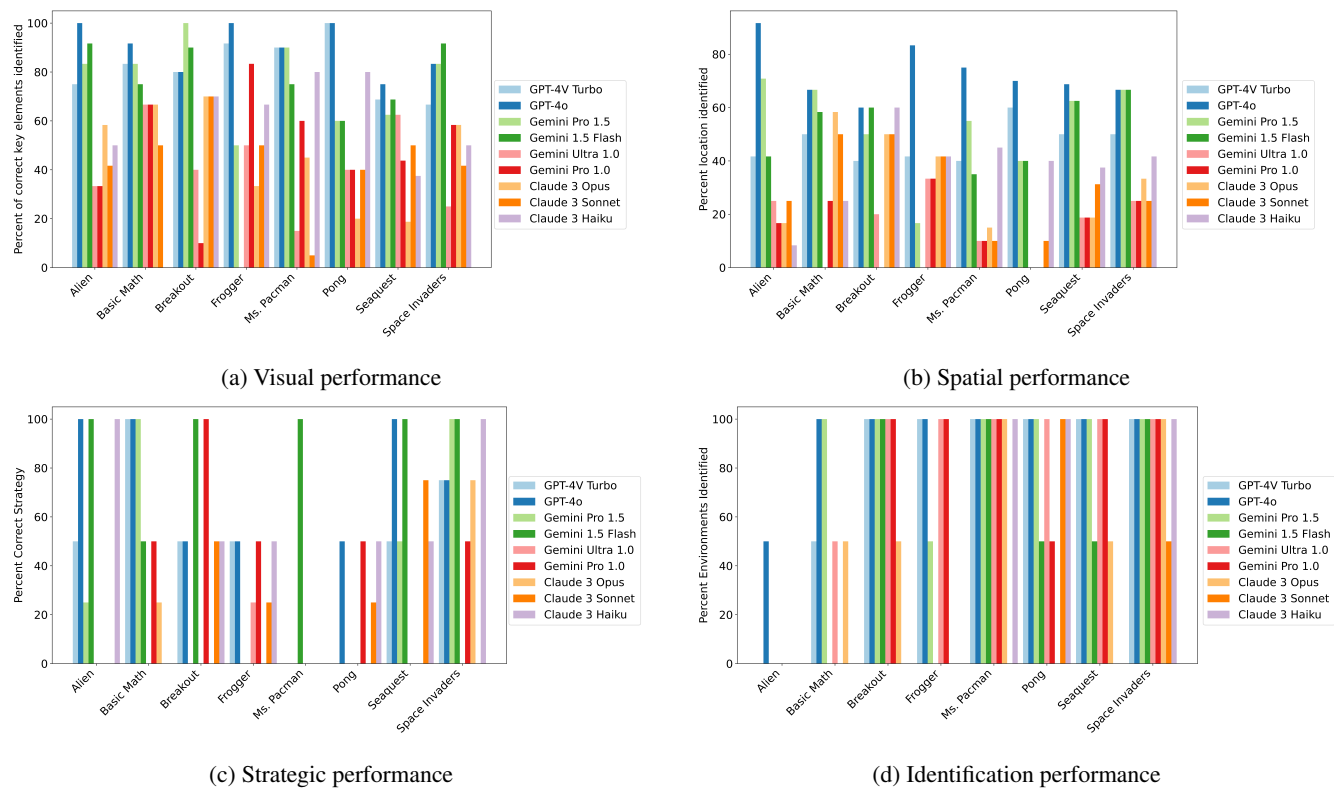 Percent of correct key elements identified
100
80
60
40
20
0
Alien
Basic Math
Breakout
Frogger
Ms. Pacman
Pong
Seaquest
Space Invaders
GPT-4V Turbo
GPT-4o
Gemini Pro 1.5
Gemini 1.5 Flash
Gemini Ultra 1.0
Gemini Pro 1.0
Claude 3 Opus
Claude 3 Sonnet
Claude 3 Haiku
(a) Visual performance
Percent location identified
80
60
40
20
0
Alien
Basic Math
Breakout
Frogger
Ms. Pacman
Pong
Seaquest
Space Invaders
GPT-4V Turbo
GPT-4o
Gemini Pro 1.5
Gemini 1.5 Flash
Gemini Ultra 1.0
Gemini Pro 1.0
Claude 3 Opus
Claude 3 Sonnet
Claude 3 Haiku
(b) Spatial performance
Percent Correct Strategy
100
80
60
40
20
0
Alien
Basic Math
Breakout
Frogger
Ms. Pacman
Pong
Seaquest
Space Invaders
GPT-4V Turbo
GPT-4o
Gemini Pro 1.5
Gemini 1.5 Flash
Gemini Ultra 1.0
Gemini Pro 1.0
Claude 3 Opus
Claude 3 Sonnet
Claude 3 Haiku
(c) Strategic performance
Percent Environments Identified
100
80
60
40
20
0
Alien
Basic Math
Breakout
Frogger
Ms. Pacman
Pong
Seaquest
Space Invaders
GPT-4V Turbo
GPT-4o
Gemini Pro 1.5
Gemini 1.5 Flash
Gemini Ultra 1.0
Gemini Pro 1.0
Claude 3 Opus
Claude 3 Sonnet
Claude 3 Haiku
(d) Identification performance